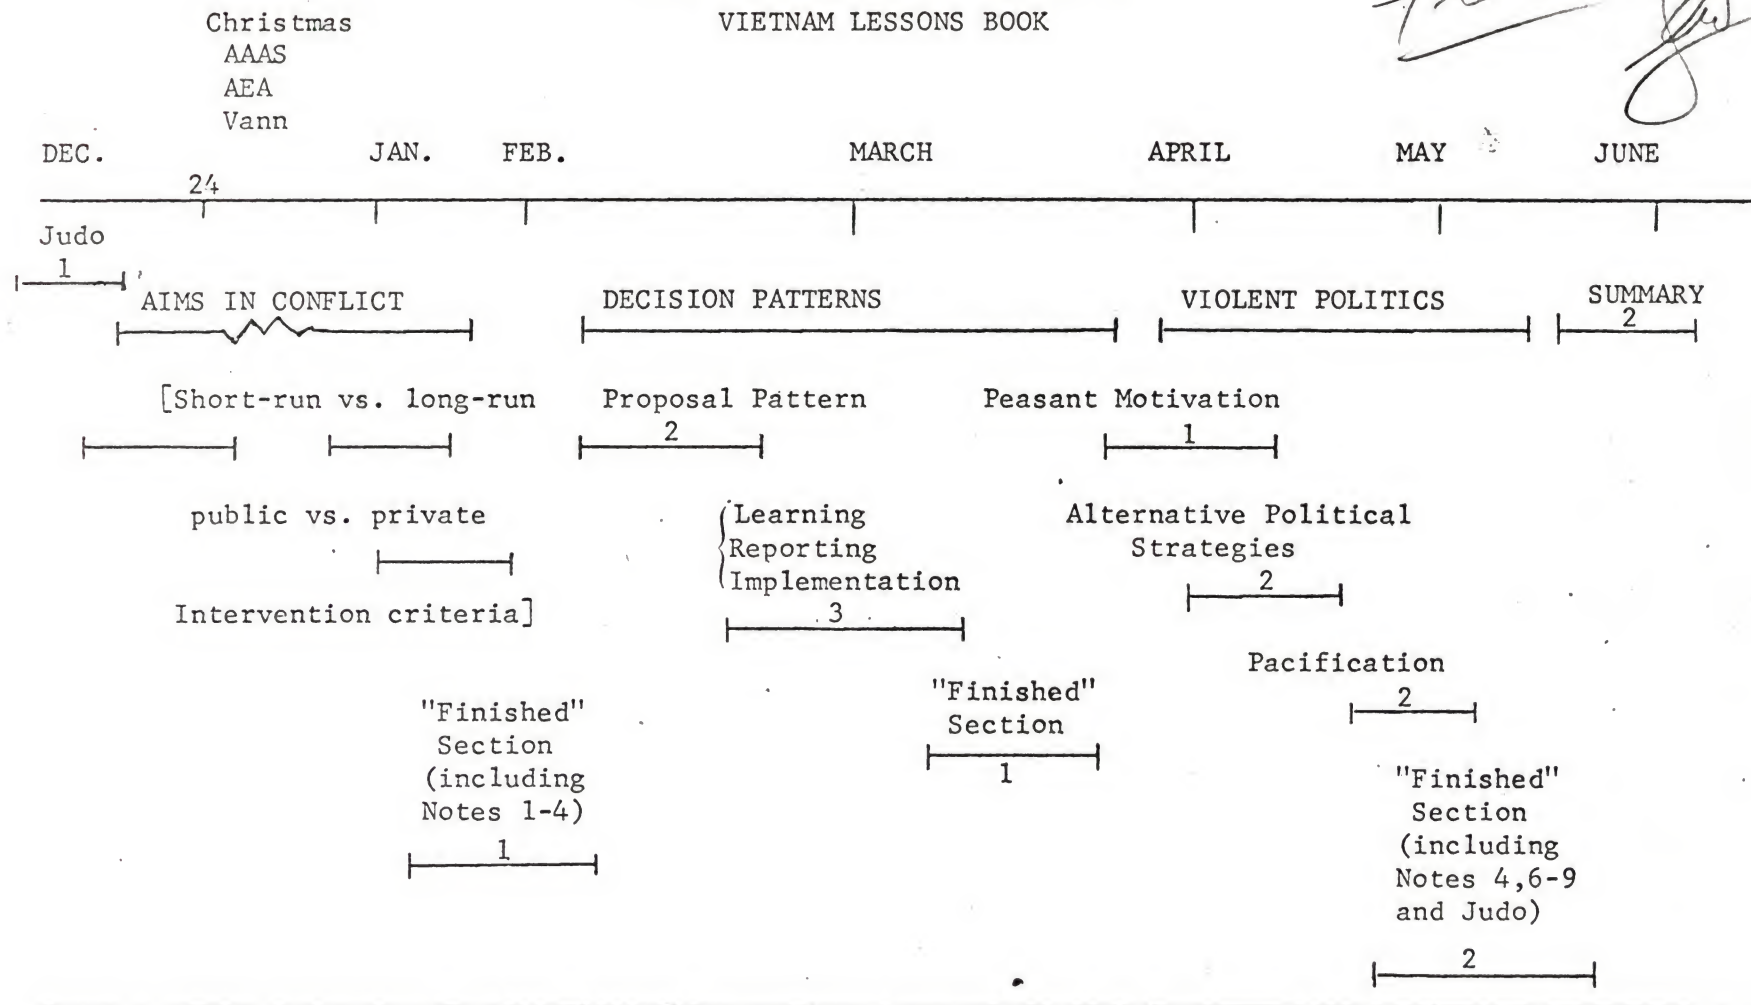 VIETNAM LESSONS BOOK
Christmas
AAAS
AEA
Vann
DEC. JAN. FEB. MARCH APRIL MAY JUNE
24
Judo
1
AIMS IN CONFLICT
DECISION PATTERNS
VIOLENT POLITICS
SUMMARY
2
[Short-run vs. long-run
Proposal Pattern
2
Peasant Motivation
1
public vs. private
Learning
Reporting
Implementation
3
Alternative Political
Strategies
2
Intervention criteria]
Pacification
2
"Finished"
Section
(including
Notes 1-4)
1
"Finished"
Section
1
"Finished"
Section
(including
Notes 4,6-9
and Judo)
2